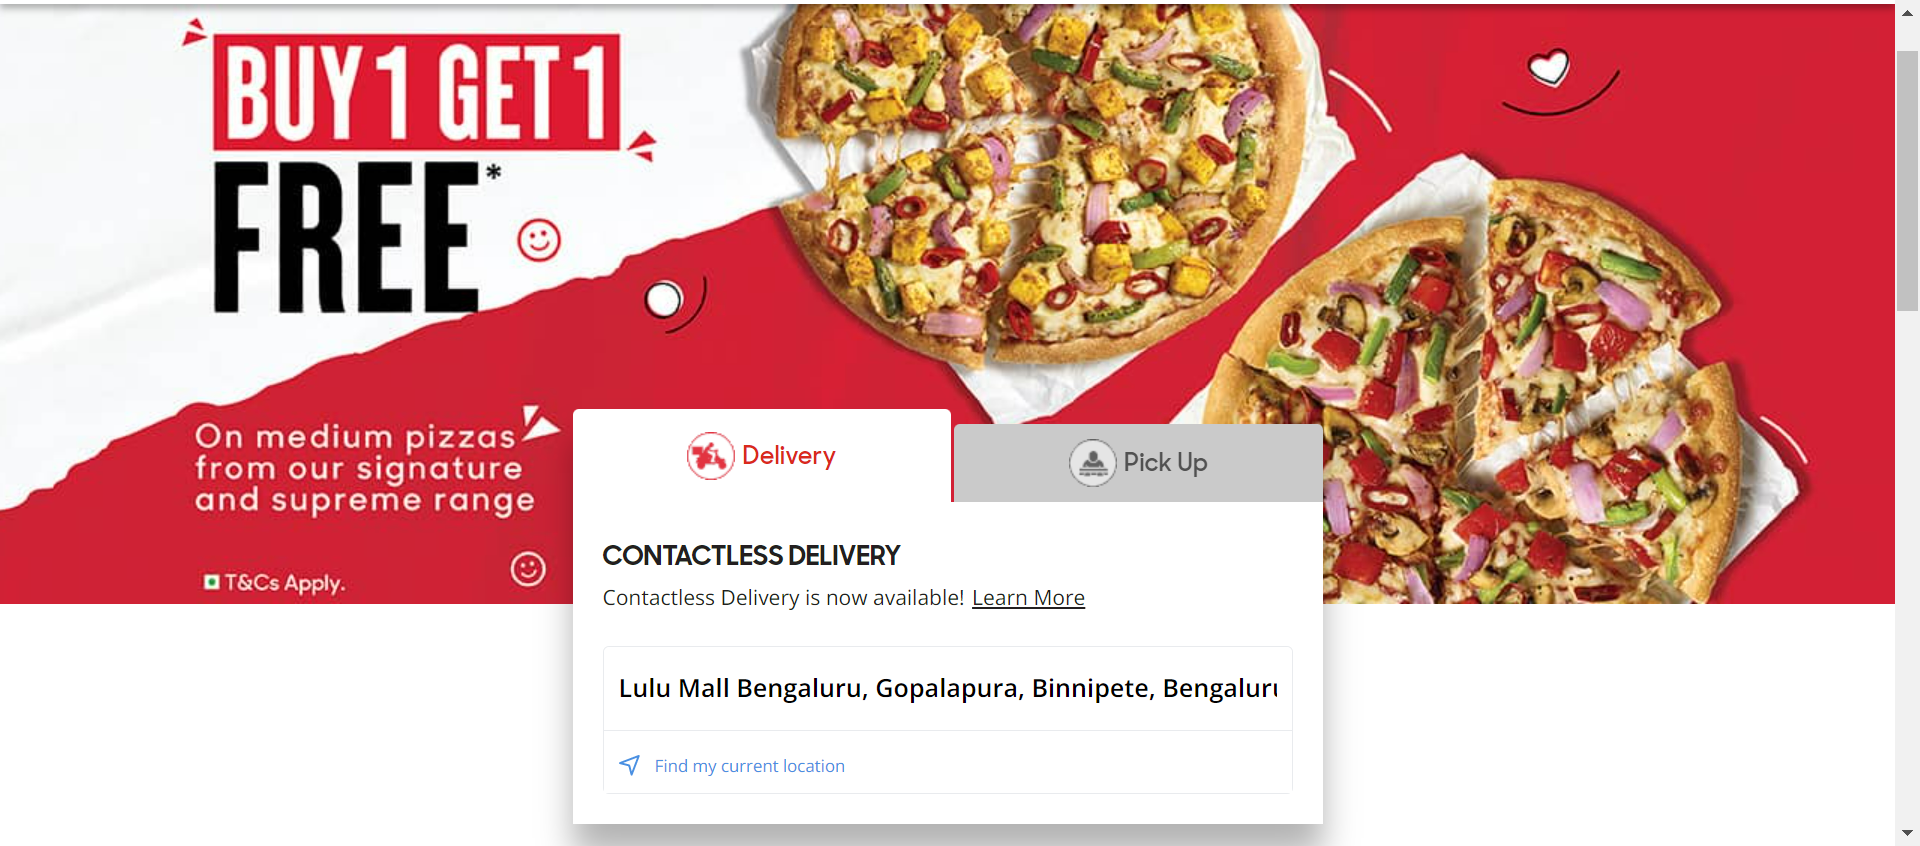 BUY 1 GET 1
FREE*
On medium pizzas
from our signature
and supreme range
T&Cs Apply.
Delivery
Pick Up
CONTACTLESS DELIVERY
Contactless Delivery is now available! Learn More
Lulu Mall Bengaluru, Gopalapura, Binnipete, Bengaluru
Find my current location